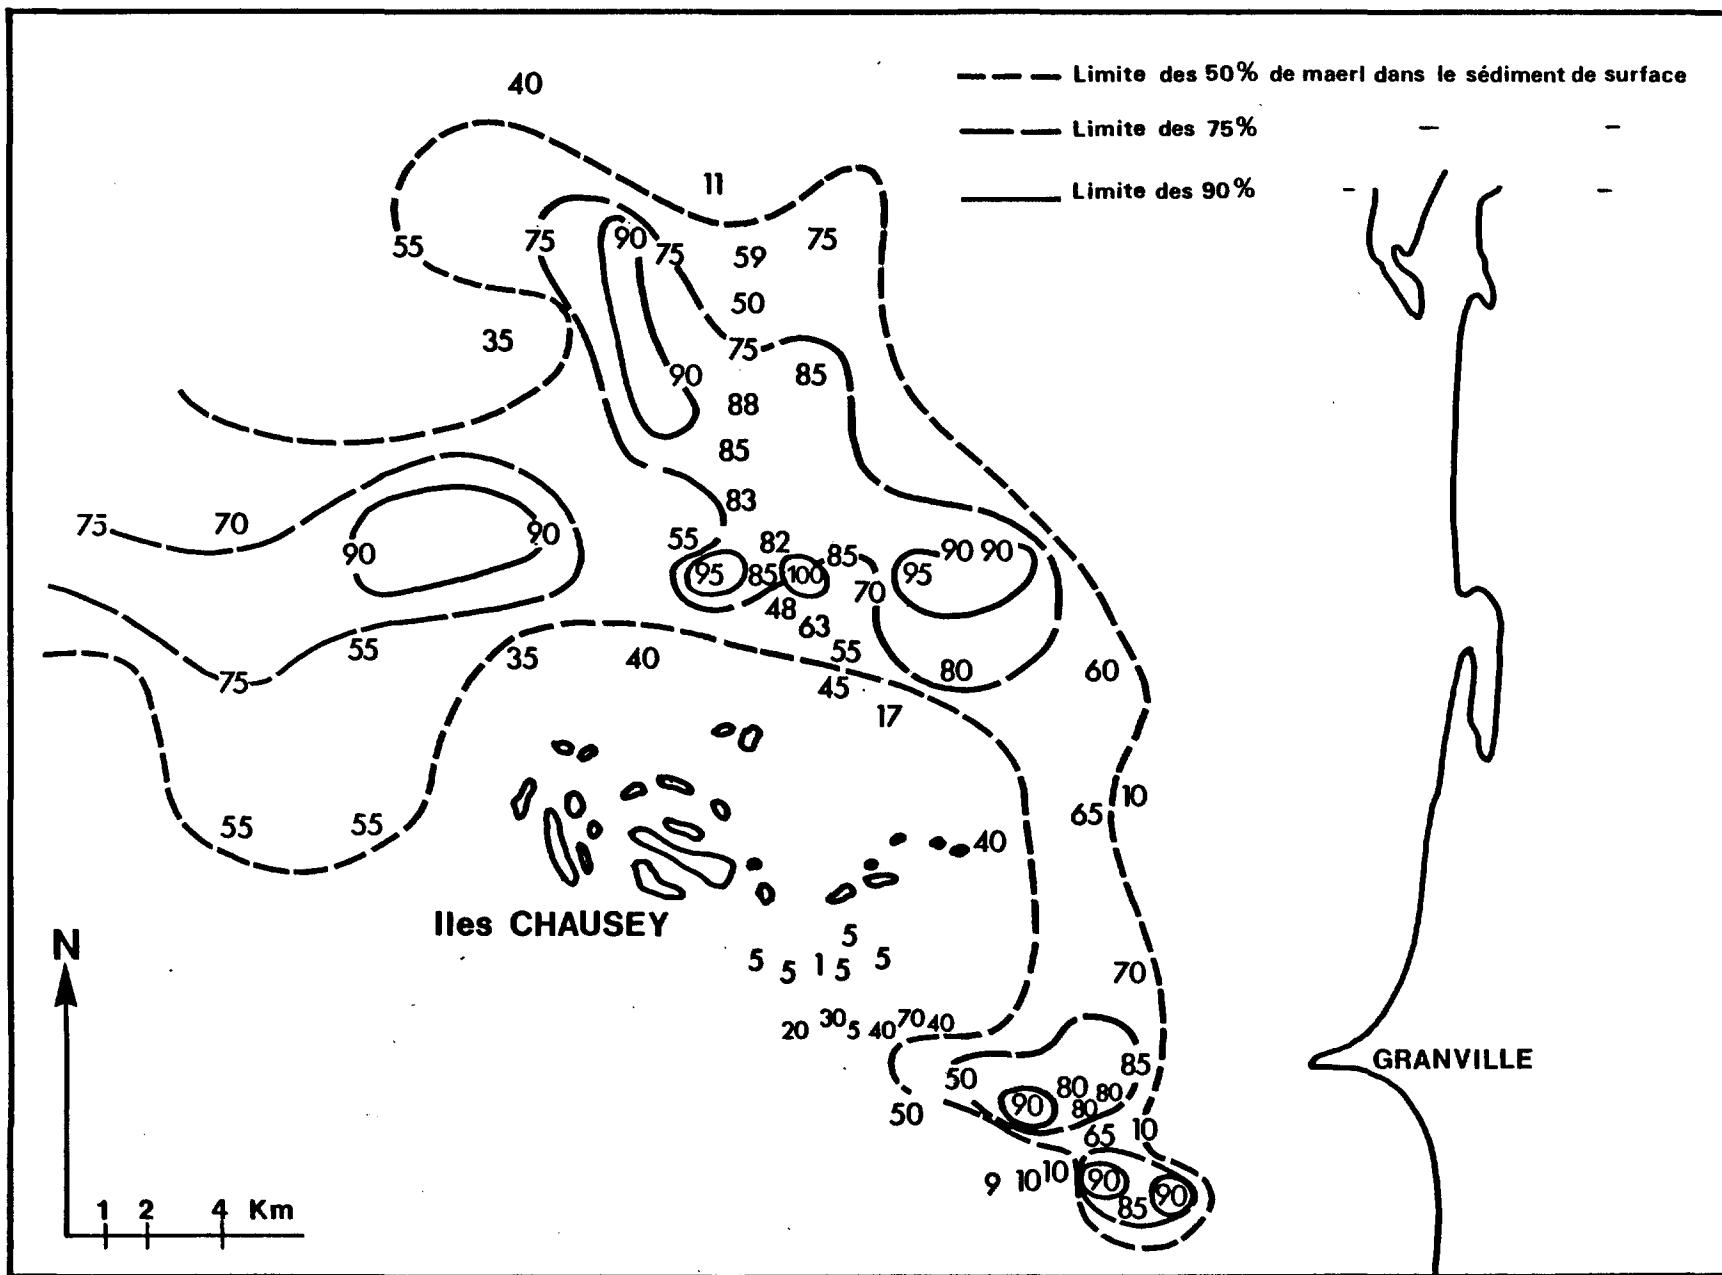 40
Limite des 50% de maerl dans le sédiment de surface
Limite des 75% — —
11
Limite des 90% — —
55 75 90 75 59 75
50
35 75
90 85
88
85
83
75 70 90 90 55 82 85 90 90
95 85 100 70 95
48
63
55 35 40 55 80 60
75 45
17
65 10
55 55 40
Iles CHAUSEY
5
N
5 5 1 5 5 70
20 30 5 40 70 40
GRANVILLE
50 85
50 90 80 80
80
65 10
9 10 10 90 90
85
1 2 4 Km